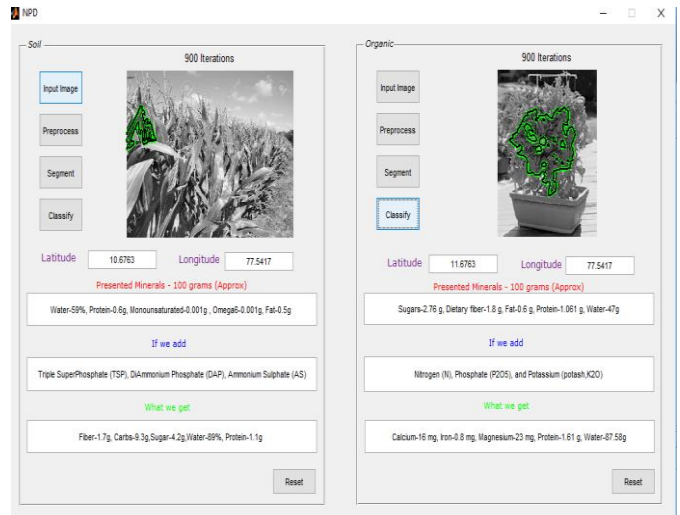 NPD
Soil
900 Iterations
Input Image
Preprocess
Segment
Classify
Latitude 10.6763 Longitude 77.5417
Presented Minerals - 100 grams (Approx)
Water-59%, Protein-0.6g, Monounsaturated-0.001g , Omega6-0.001g, Fat-0.5g
If we add
Triple SuperPhosphate (TSP), DiAmmonium Phosphate (DAP), Ammonium Sulphate (AS)
What we get
Fiber-1.7g, Carbs-9.3g,Sugar-4.2g,Water-89%, Protein-1.1g
Reset
Organic
900 Iterations
Input Image
Preprocess
Segment
Classify
Latitude 11.6763 Longitude 77.5417
Presented Minerals - 100 grams (Approx)
Sugars-2.76 g, Dietary fiber-1.8 g, Fat-0.6 g, Protein-1.061 g, Water-47g
If we add
Nitrogen (N), Phosphate (P2O5), and Potassium (potash,K2O)
What we get
Calcium-16 mg, Iron-0.8 mg, Magnesium-23 mg, Protein-1.61 g, Water-87.58g
Reset